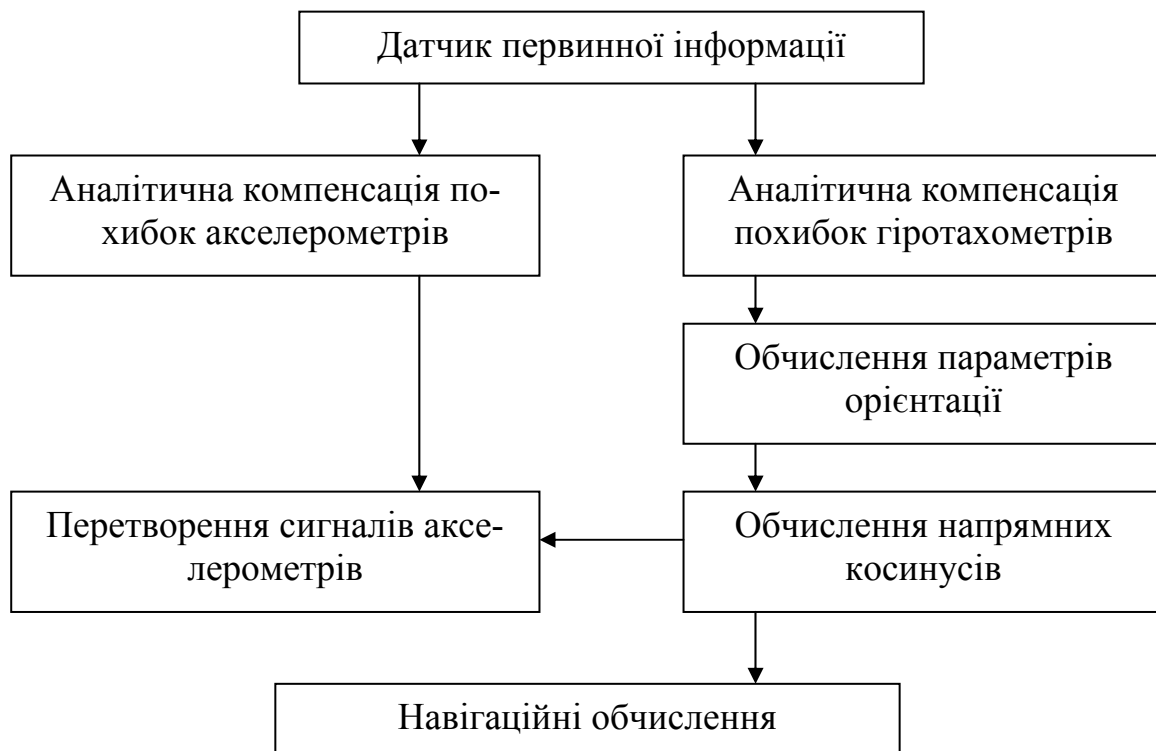 Датчик первинної інформації
Аналітична компенсація по-
хибок акселерометрів
Аналітична компенсація
похибок гіротахометрів
Обчислення параметрів
орієнтації
Перетворення сигналів аксе-
лерометрів
Обчислення напрямних
косинусів
Навігаційні обчислення